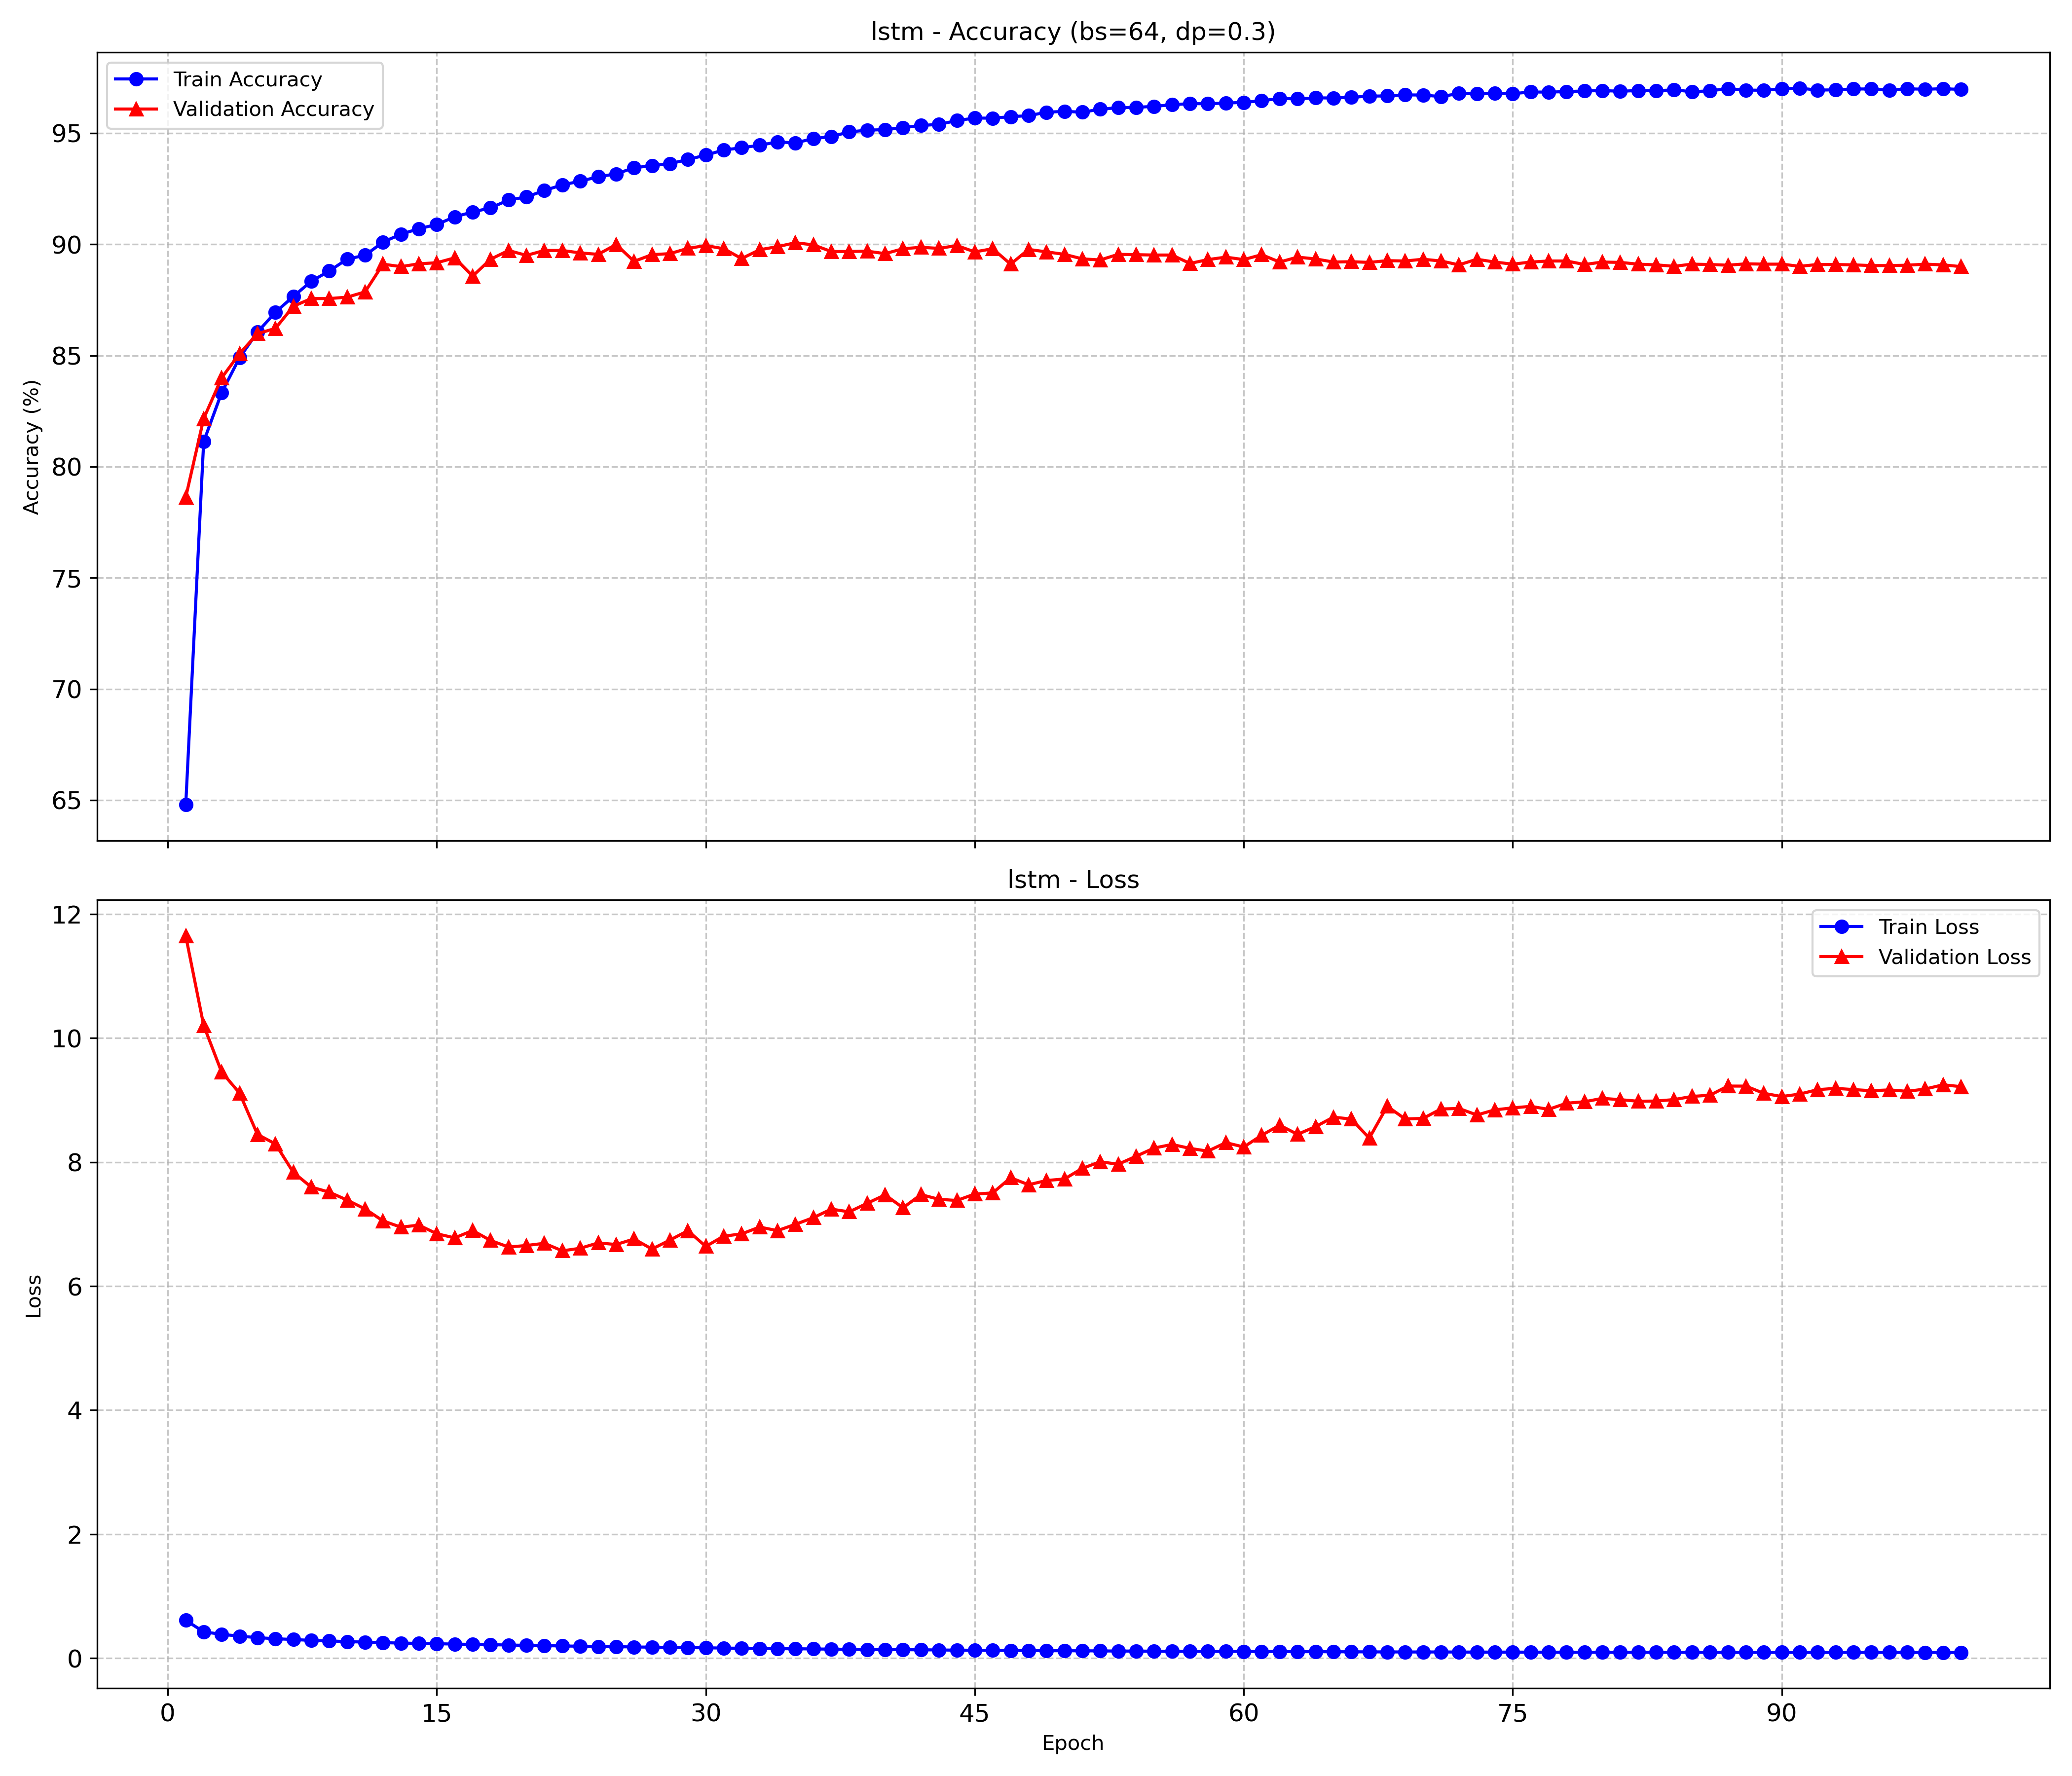 lstm - Accuracy (bs=64, dp=0.3)
Train Accuracy
Validation Accuracy
95
90
85
80
75
70
65
Accuracy (%)
lstm - Loss
Train Loss
Validation Loss
12
10
8
6
4
2
0
Loss
0 15 30 45 60 75 90
Epoch